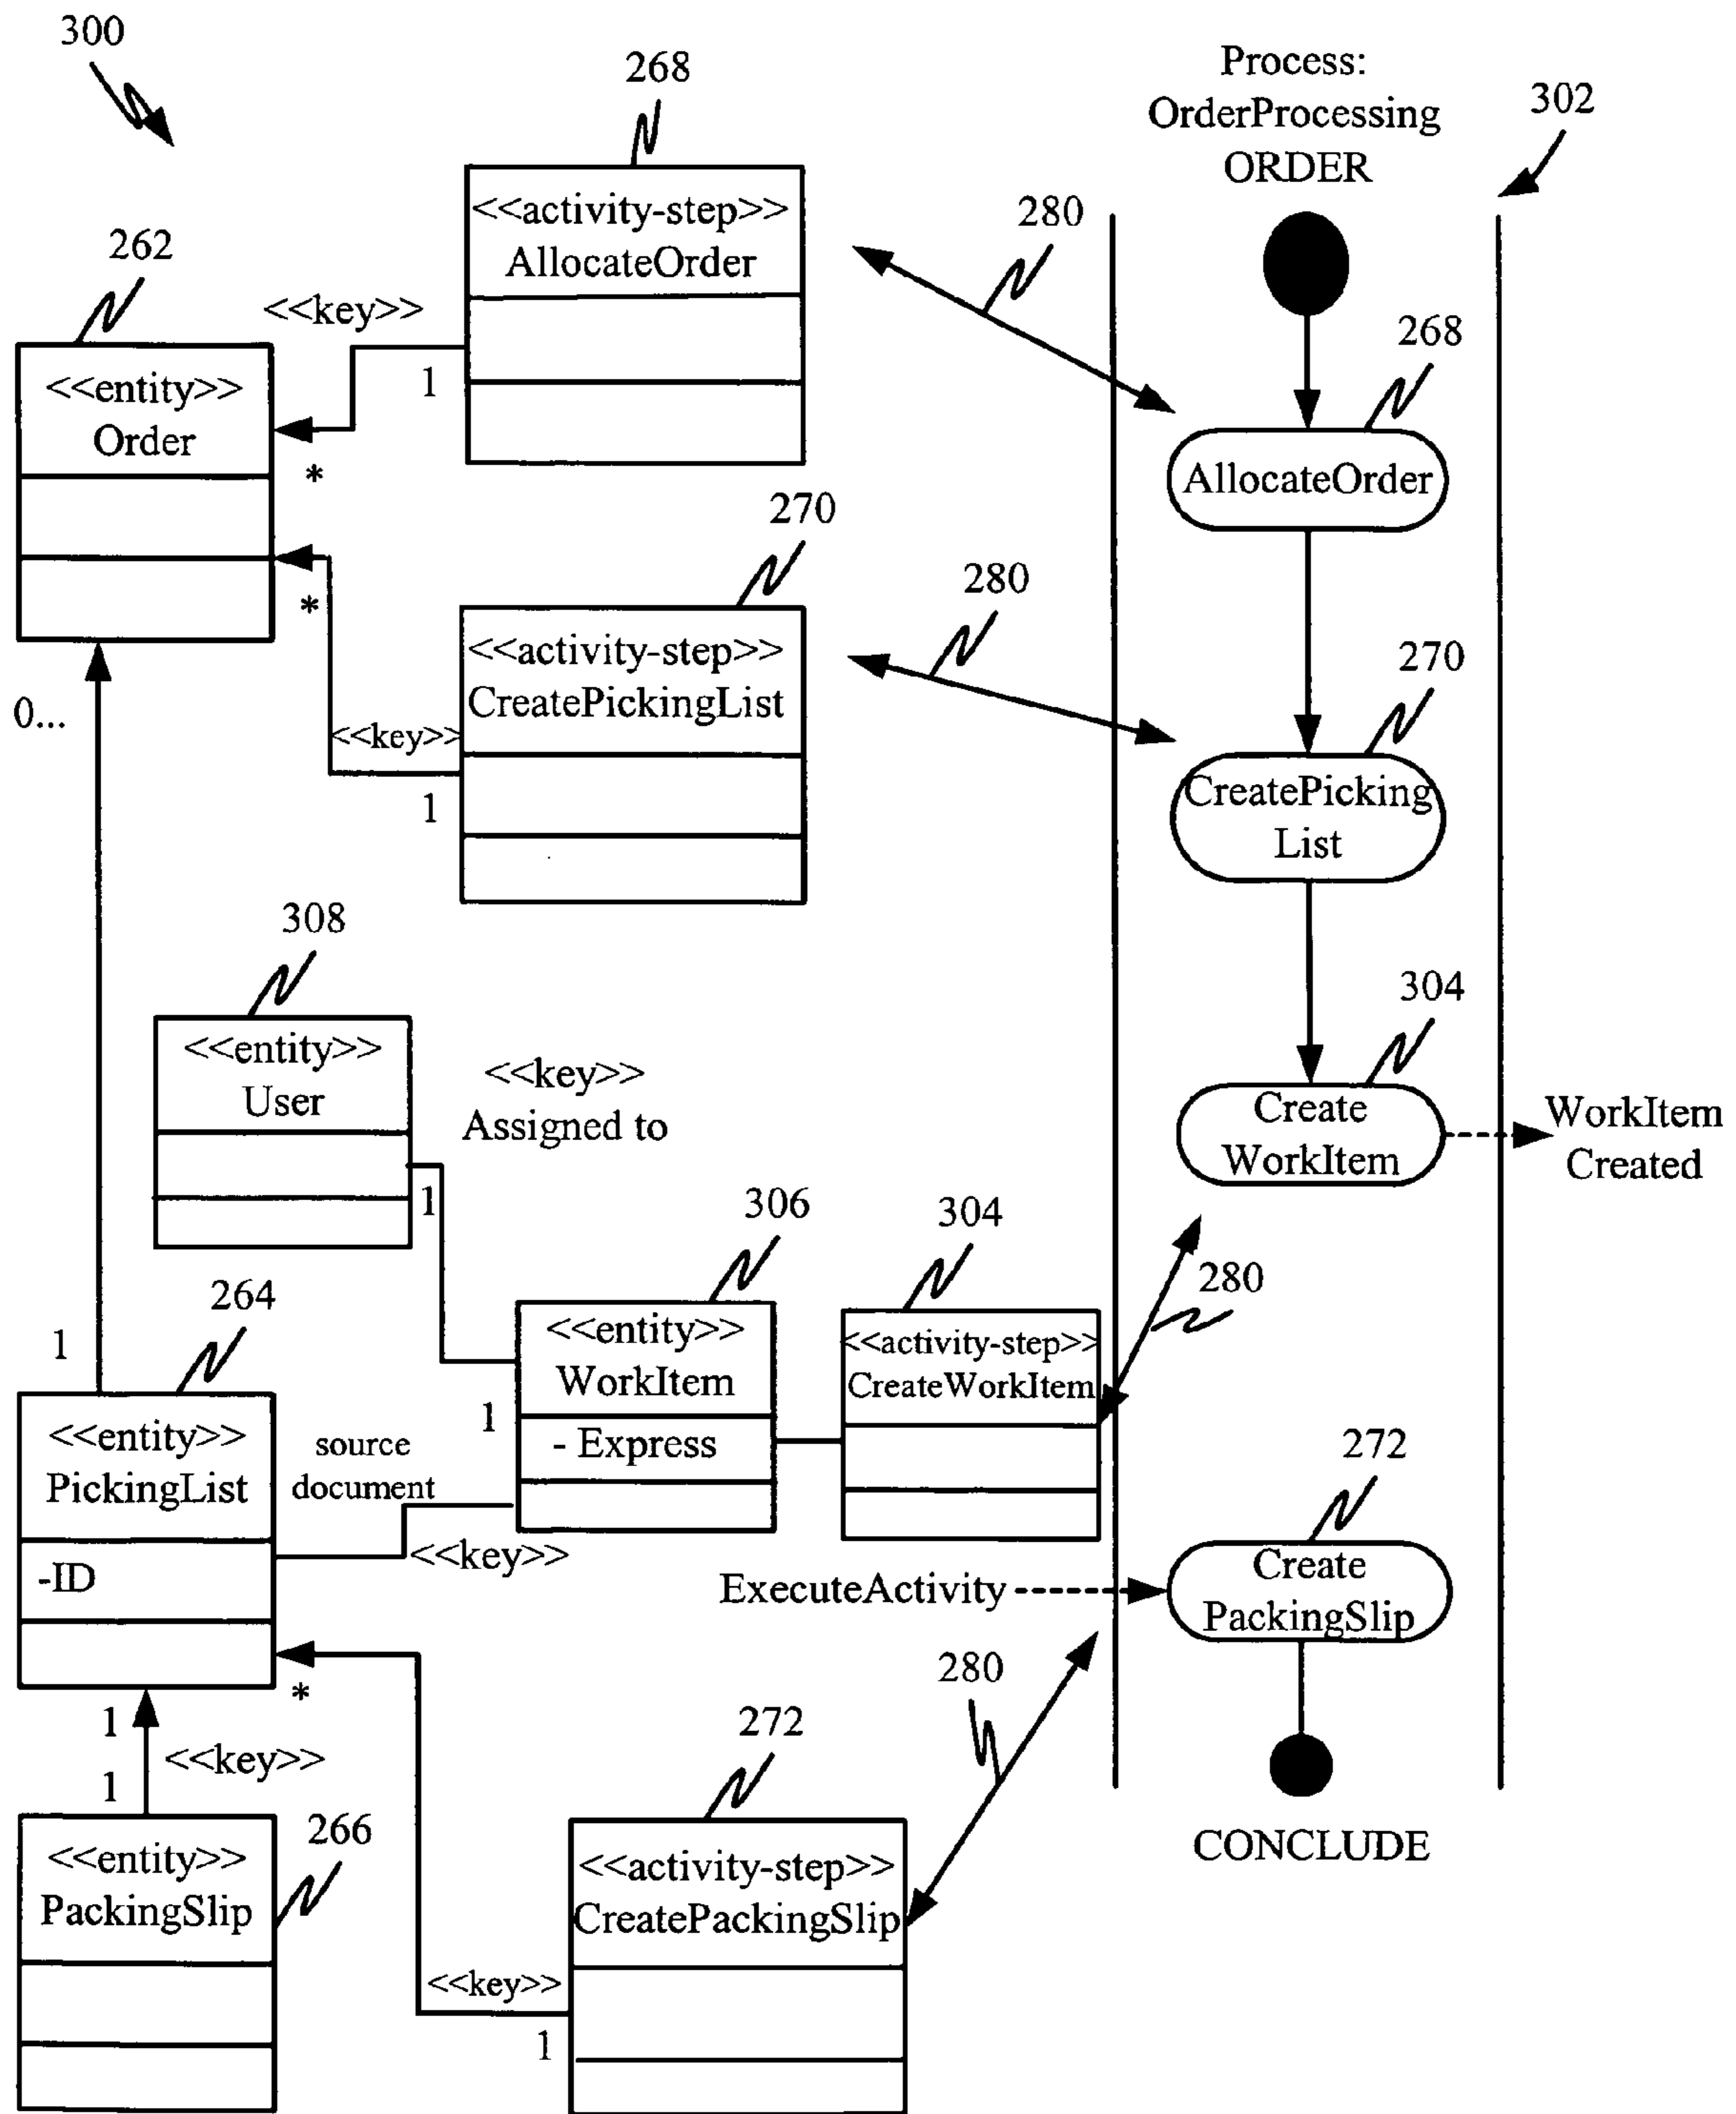 300
268
Process:
OrderProcessing
ORDER
302
<<activity-step>>
AllocateOrder
280
262
<<key>>
1
268
<<entity>>
Order
*
AllocateOrder
270
280
*
<<activity-step>>
CreatePickingList
270
0...
<<key>>
1
CreatePicking
List
308
304
<<entity>>
User
<<key>>
Assigned to
Create
WorkItem
WorkItem
Created
1
306
304
280
264
1
<<entity>>
WorkItem
1
- Express
<<activity-step>>
CreateWorkItem
<<entity>>
PickingList
source
document
272
-ID
<<key>>
ExecuteActivity
Create
PackingSlip
*
280
1
<<key>>
1
272
266
CONCLUDE
<<entity>>
PackingSlip
<<activity-step>>
CreatePackingSlip
<<key>>
1